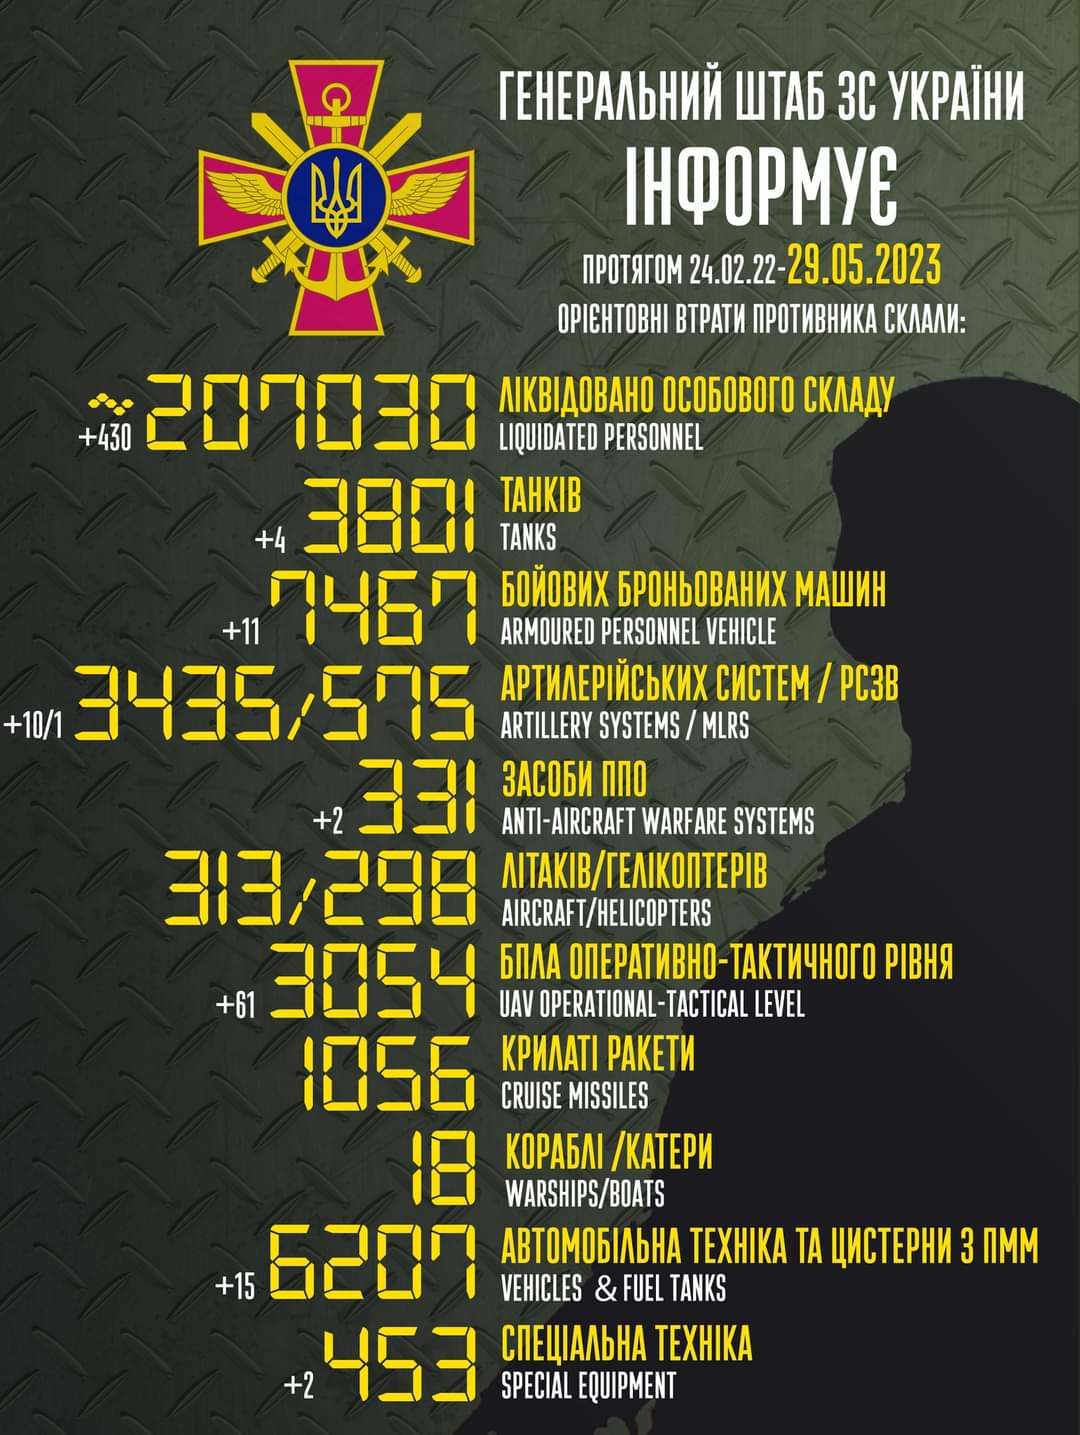 ГЕНЕРАЛЬНИЙ ШТАБ ЗС УКРАЇНИ
ІНФОРМУЄ
ПРОТЯГОМ 24.02.22-29.05.2023
ОРІЄНТОВНІ ВТРАТИ ПРОТИВНИКА СКЛАЛИ:
+430 ~207030 ЛІКВІДОВАНО ОСОБОВОГО СКЛАДУ
LIQUIDATED PERSONNEL
+4 3801 ТАНКІВ
TANKS
+11 7467 БОЙОВИХ БРОНЬОВАНИХ МАШИН
ARMOURED PERSONNEL VEHICLE
+10/1 3435/575 АРТИЛЕРІЙСЬКИХ СИСТЕМ / РСЗВ
ARTILLERY SYSTEMS / MLRS
+2 331 ЗАСОБИ ППО
ANTI-AIRCRAFT WARFARE SYSTEMS
313/298 ЛІТАКІВ/ГЕЛІКОПТЕРІВ
AIRCRAFT/HELICOPTERS
+61 3054 БПЛА ОПЕРАТИВНО-ТАКТИЧНОГО РІВНЯ
UAV OPERATIONAL-TACTICAL LEVEL
1056 КРИЛАТІ РАКЕТИ
CRUISE MISSILES
18 КОРАБЛІ /КАТЕРИ
WARSHIPS/BOATS
+15 6207 АВТОМОБІЛЬНА ТЕХНІКА ТА ЦИСТЕРНИ З ПММ
VEHICLES & FUEL TANKS
+2 453 СПЕЦІАЛЬНА ТЕХНІКА
SPECIAL EQUIPMENT